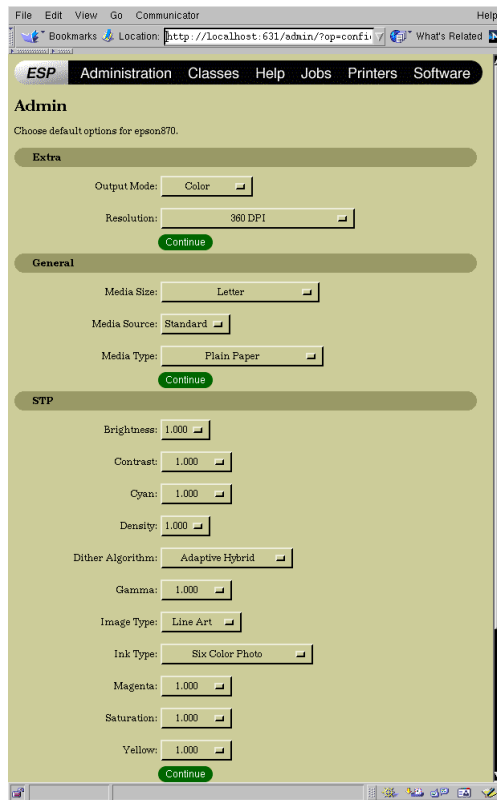 File Edit View Go Communicator Help
Bookmarks Location: http://localhost:631/admin/?op=confi What's Related
ESP Administration Classes Help Jobs Printers Software
Admin
Choose default options for epson870.
Extra
Output Mode: Color
Resolution: 360 DPI
Continue
General
Media Size: Letter
Media Source: Standard
Media Type: Plain Paper
Continue
STP
Brightness: 1.000
Contrast: 1.000
Cyan: 1.000
Density: 1.000
Dither Algorithm: Adaptive Hybrid
Gamma: 1.000
Image Type: Line Art
Ink Type: Six Color Photo
Magenta: 1.000
Saturation: 1.000
Yellow: 1.000
Continue